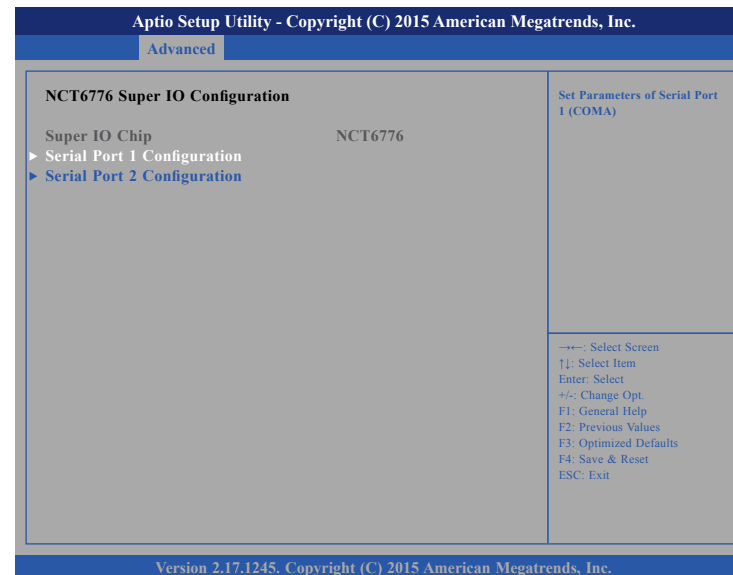 Aptio Setup Utility - Copyright (C) 2015 American Megatrends, Inc.
Advanced
NCT6776 Super IO Configuration
Super IO Chip NCT6776
► Serial Port 1 Configuration
► Serial Port 2 Configuration
Set Parameters of Serial Port
1 (COMA)
→←: Select Screen
↑↓: Select Item
Enter: Select
+/-: Change Opt.
F1: General Help
F2: Previous Values
F3: Optimized Defaults
F4: Save & Reset
ESC: Exit
Version 2.17.1245. Copyright (C) 2015 American Megatrends, Inc.